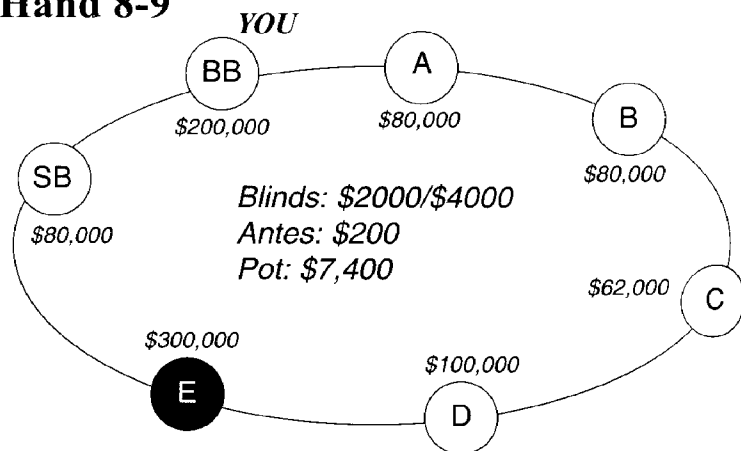 Hand 8-9
YOU
BB
$200,000
A
$80,000
B
$80,000
SB
$80,000
Blinds: $2000/$4000
Antes: $200
Pot: $7,400
$62,000
C
$300,000
E
$100,000
D